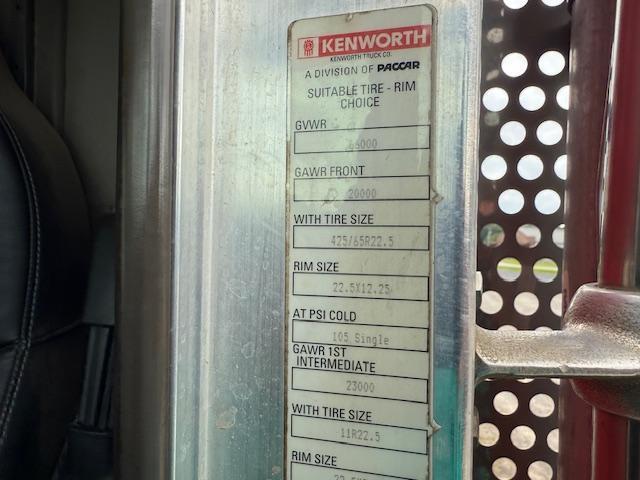 KENWORTH
KENWORTH TRUCK CO.
A DIVISION OF PACCAR
SUITABLE TIRE - RIM
CHOICE
GVWR
66000
GAWR FRONT
20000
WITH TIRE SIZE
425/65R22.5
RIM SIZE
22.5X12.25
AT PSI COLD
105 Single
GAWR 1ST
INTERMEDIATE
23000
WITH TIRE SIZE
11R22.5
RIM SIZE